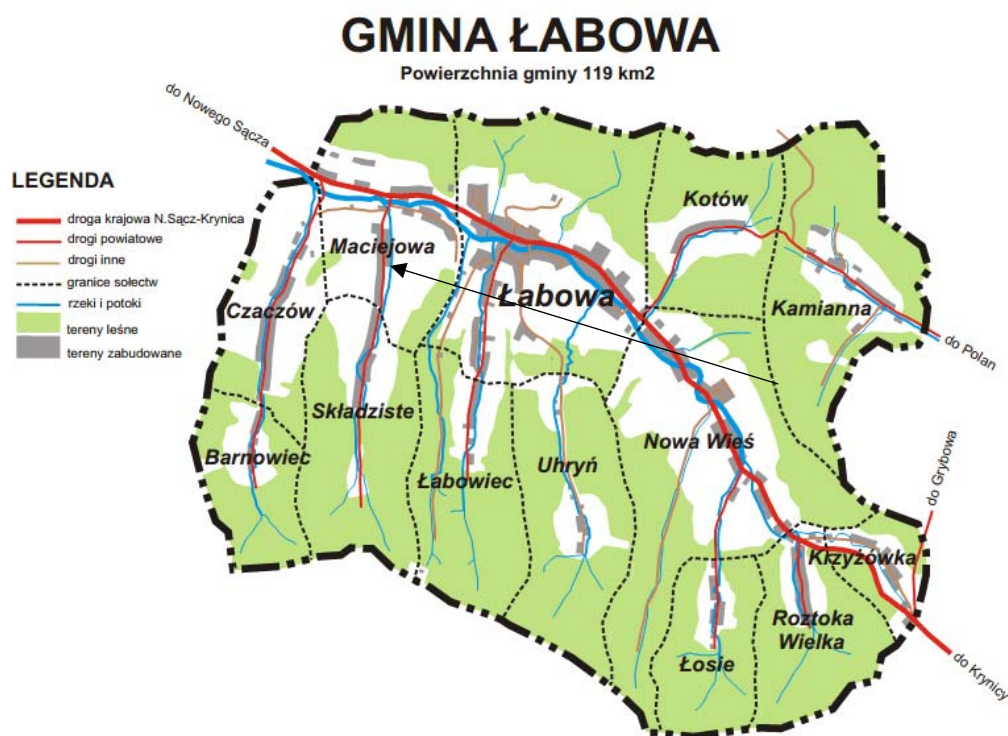 GMINA ŁABOWA
Powierzchnia gminy 119 km2
do Nowego Sącza
LEGENDA
droga krajowa N.Sącz-Krynica
drogi powiatowe
drogi inne
granice sołectw
rzeki i potoki
tereny leśne
tereny zabudowane
Kotów
Maciejowa
Czaczów
Łabowa
Kamianna
do Polan
Składziste
Barnowiec
Łabowiec
Uhryń
Nowa Wieś
do Grybowa
Krzyżówka
Roztoka
Wielka
Łosie
do Krynicy